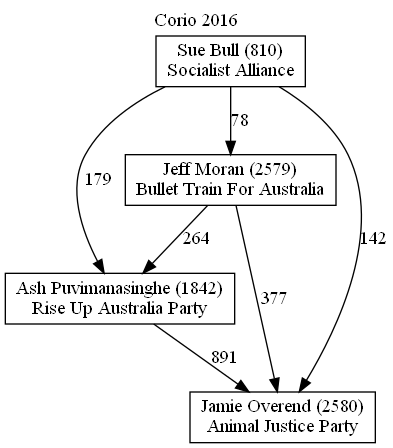 Corio 2016
Sue Bull (810)
Socialist Alliance
78
Jeff Moran (2579)
Bullet Train For Australia
179
264
142
377
Ash Puvimanasinghe (1842)
Rise Up Australia Party
891
Jamie Overend (2580)
Animal Justice Party